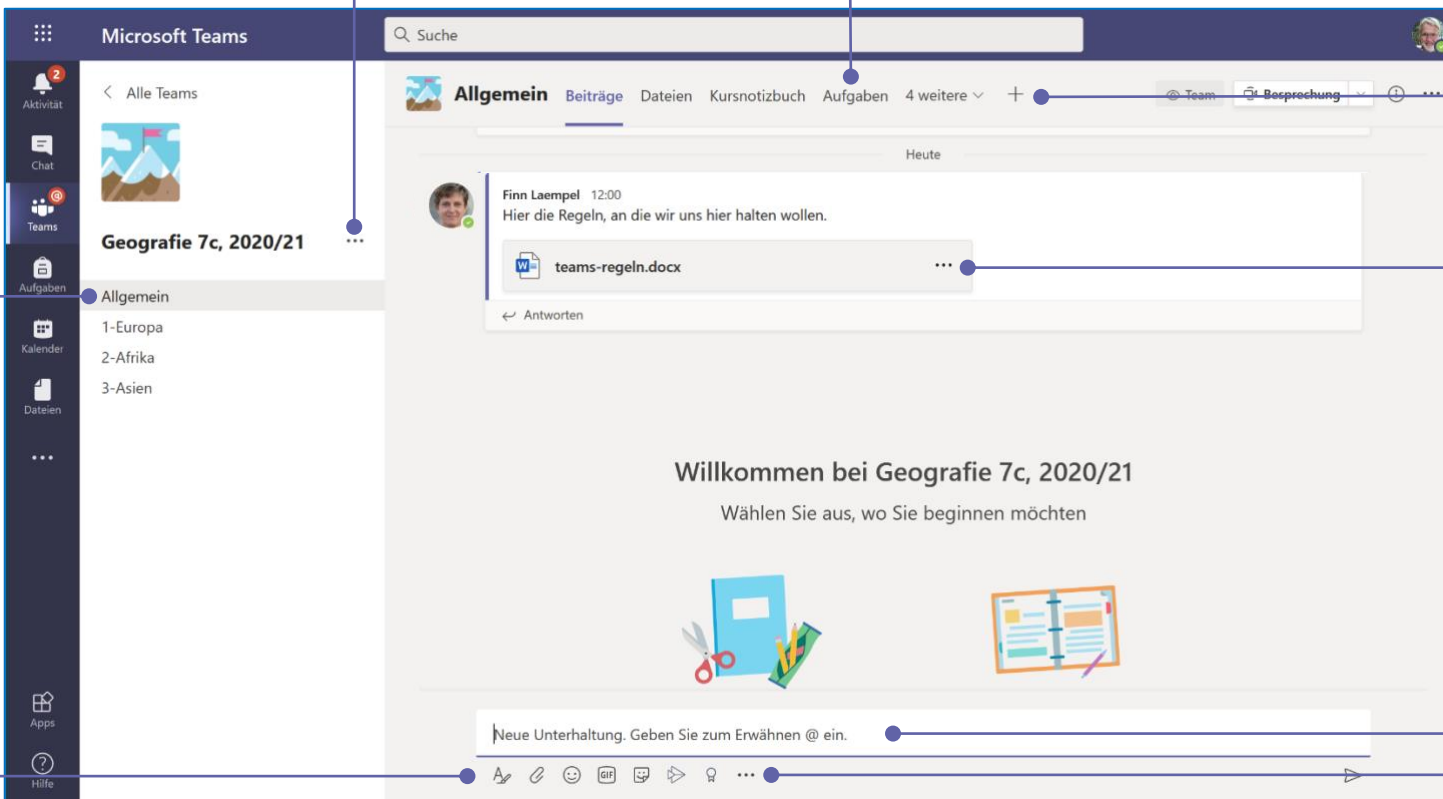 Microsoft Teams
Suche
2
Aktivität
Chat
@
Teams
Aufgaben
Kalender
Dateien
Apps
Hilfe
Alle Teams
Geografie 7c, 2020/21
Allgemein
1-Europa
2-Afrika
3-Asien
Allgemein Beiträge Dateien Kursnotizbuch Aufgaben 4 weitere
Team Besprechung
Heute
Finn Laempel 12:00
Hier die Regeln, an die wir uns hier halten wollen.
teams-regeln.docx
Antworten
Willkommen bei Geografie 7c, 2020/21
Wählen Sie aus, wo Sie beginnen möchten
Neue Unterhaltung. Geben Sie zum Erwähnen @ ein.
GIF